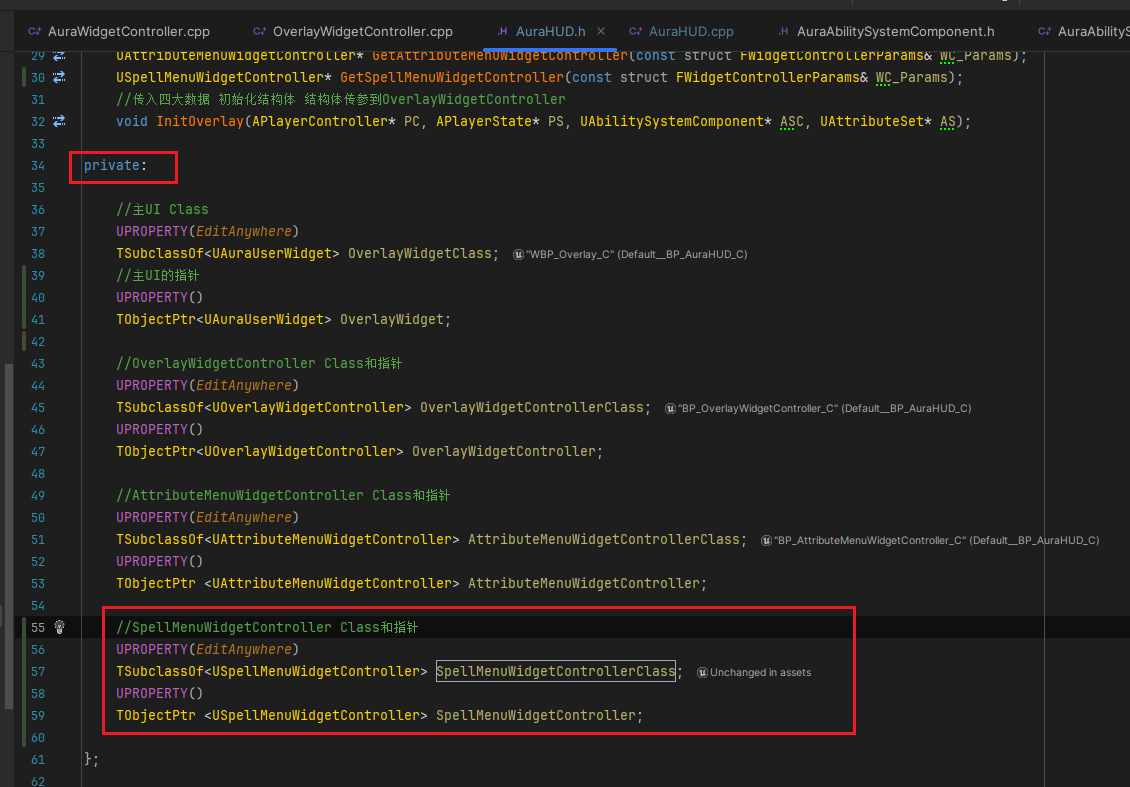 AuraWidgetController.cpp
OverlayWidgetController.cpp
.H AuraHUD.h
AuraHUD.cpp
.H AuraAbilitySystemComponent.h
AuraAbilityS
29 UAttributeMenuWidgetController* GetAttributeMenuWidgetController(const struct FWidgetControllerParams& WC_Params);
30 USpellMenuWidgetController* GetSpellMenuWidgetController(const struct FWidgetControllerParams& WC_Params);
31 //传入四大数据 初始化结构体 结构体传参到OverlayWidgetController
32 void InitOverlay(APlayerController* PC, APlayerState* PS, UAbilitySystemComponent* ASC, UAttributeSet* AS);
33
34 private:
35
36 //主UI Class
37 UPROPERTY(EditAnywhere)
38 TSubclassOf<UAuraUserWidget> OverlayWidgetClass; "WBP_Overlay_C" (Default__BP_AuraHUD_C)
39 //主UI的指针
40 UPROPERTY()
41 TObjectPtr<UAuraUserWidget> OverlayWidget;
42
43 //OverlayWidgetController Class和指针
44 UPROPERTY(EditAnywhere)
45 TSubclassOf<UOverlayWidgetController> OverlayWidgetControllerClass; "BP_OverlayWidgetController_C" (Default__BP_AuraHUD_C)
46 UPROPERTY()
47 TObjectPtr<UOverlayWidgetController> OverlayWidgetController;
48
49 //AttributeMenuWidgetController Class和指针
50 UPROPERTY(EditAnywhere)
51 TSubclassOf<UAttributeMenuWidgetController> AttributeMenuWidgetControllerClass; "BP_AttributeMenuWidgetController_C" (Default__BP_AuraHUD_C)
52 UPROPERTY()
53 TObjectPtr <UAttributeMenuWidgetController> AttributeMenuWidgetController;
54
55 //SpellMenuWidgetController Class和指针
56 UPROPERTY(EditAnywhere)
57 TSubclassOf<USpellMenuWidgetController> SpellMenuWidgetControllerClass; Unchanged in assets
58 UPROPERTY()
59 TObjectPtr <USpellMenuWidgetController> SpellMenuWidgetController;
60
61 };
62